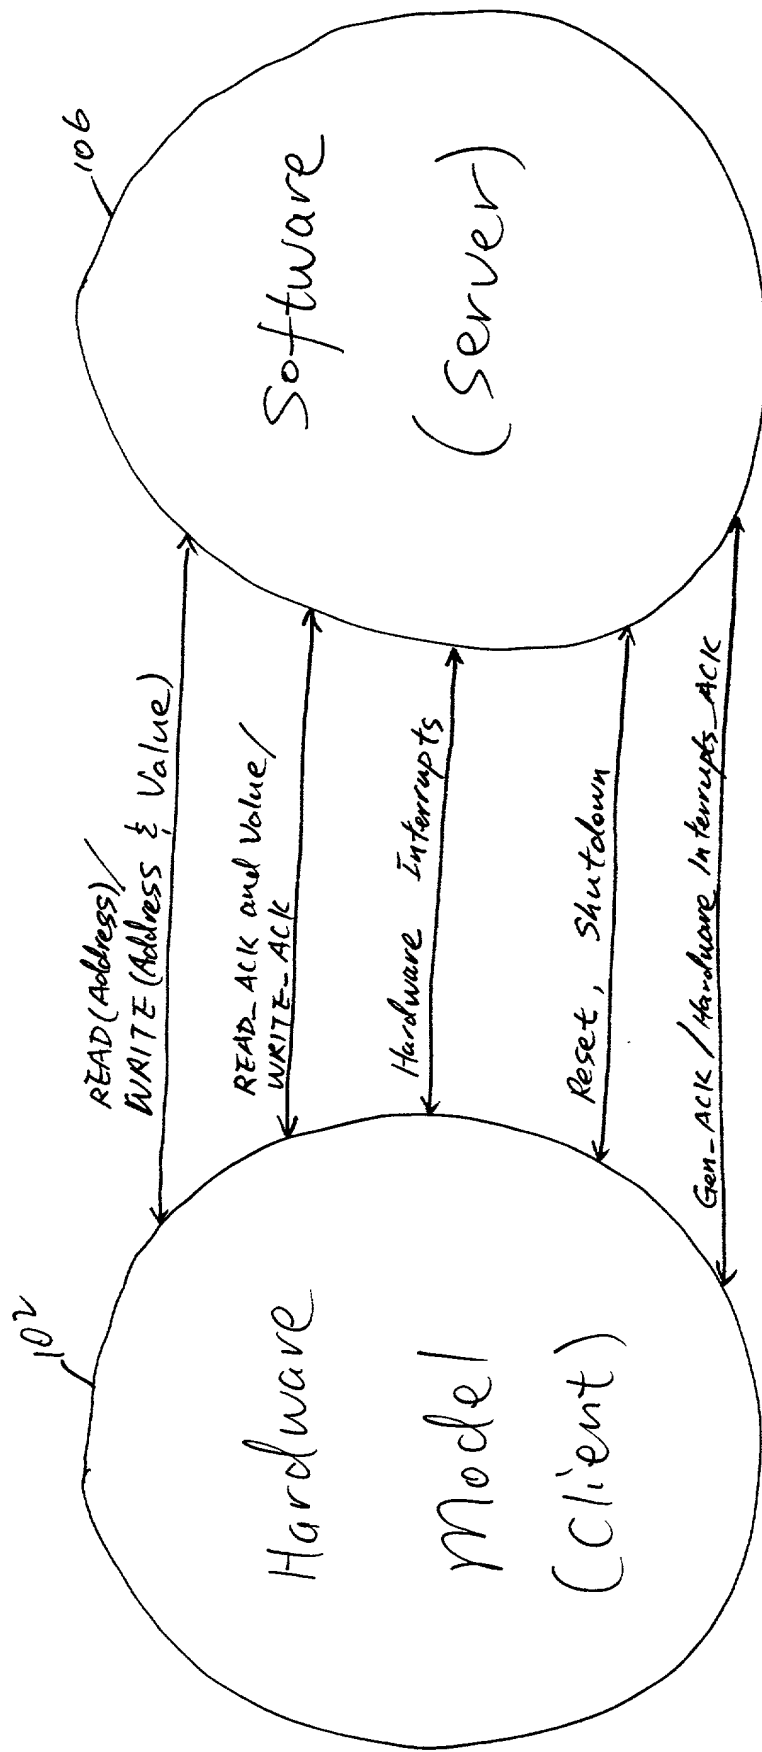 102
Hardware
Model
(Client)
READ(Address)/
WRITE(Address & Value)
READ_ACK and Value/
WRITE_ACK
Hardware Interrupts
Reset, Shutdown
Gen_ACK/Hardware Interrupts_ACK
106
Software
(Server)